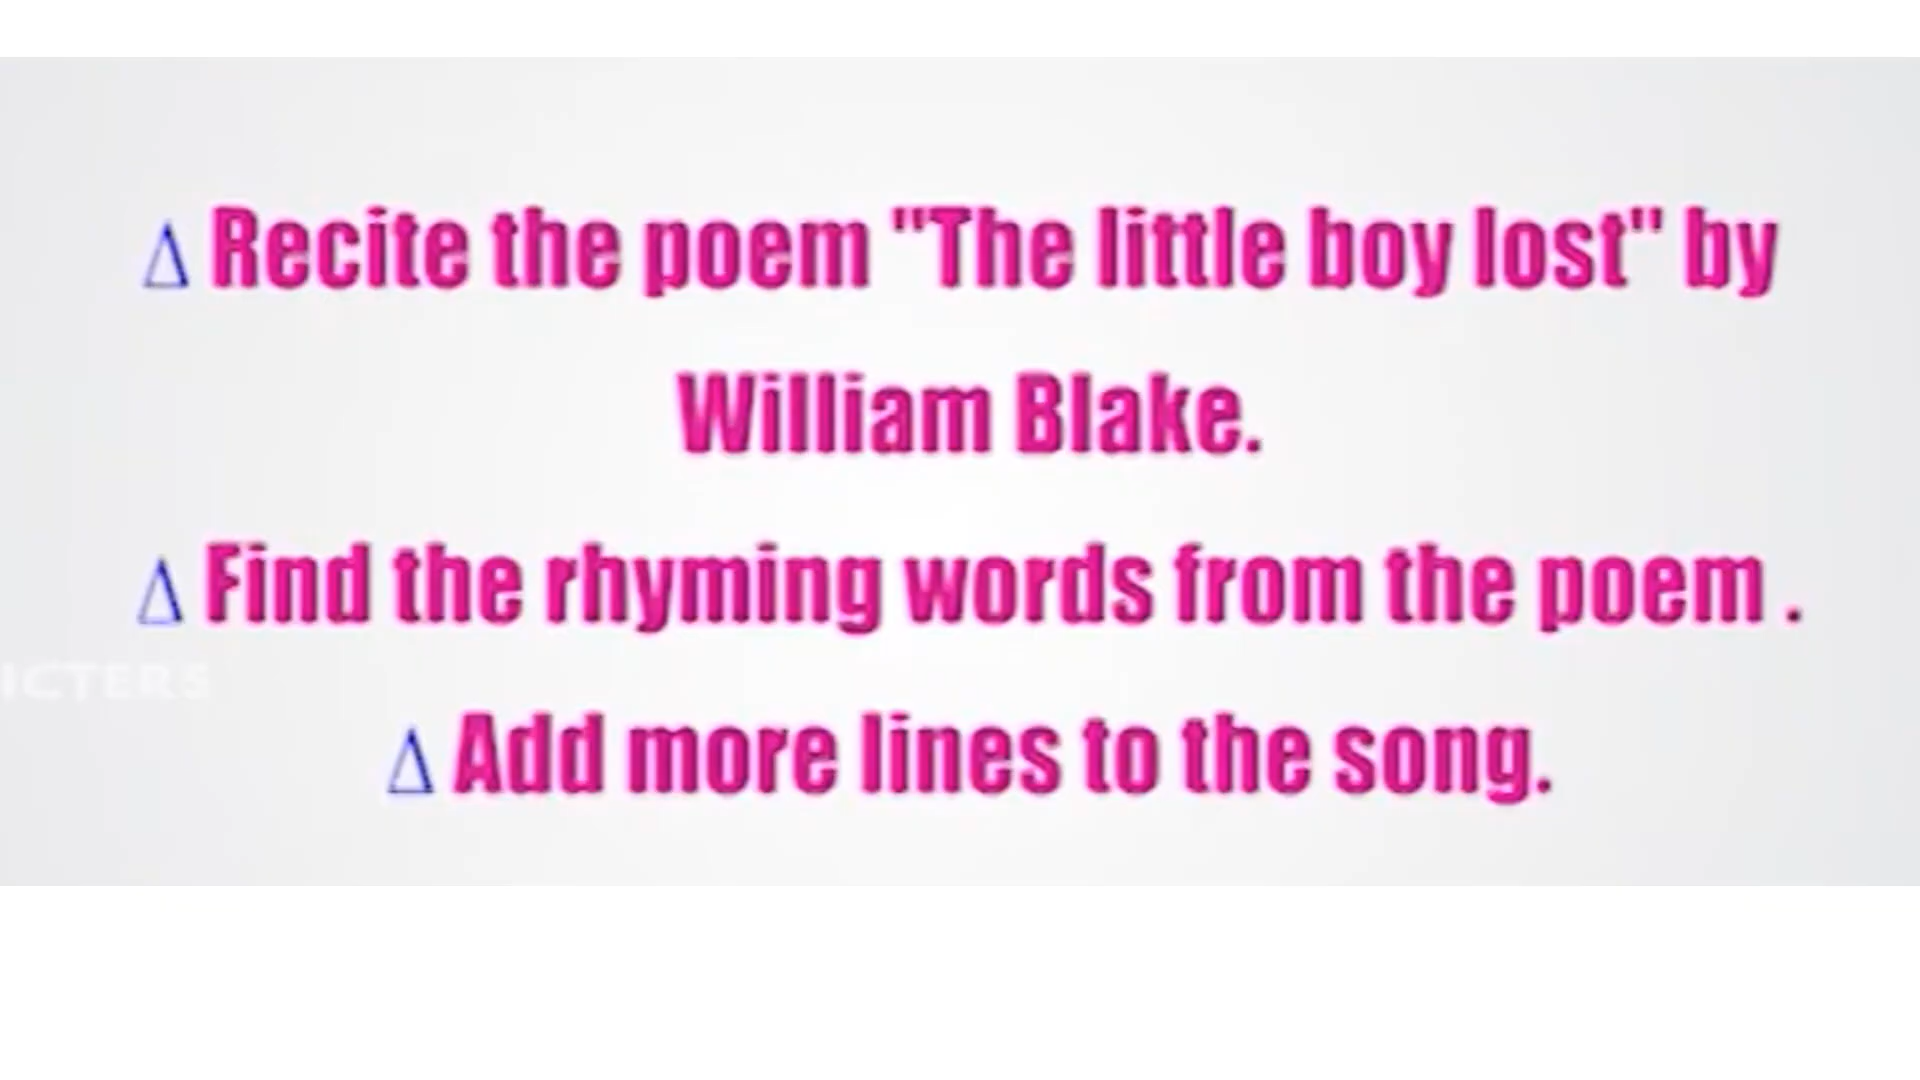 Δ Recite the poem "The little boy lost" by
William Blake.
Δ Find the rhyming words from the poem .
ICTERS
Δ Add more lines to the song.